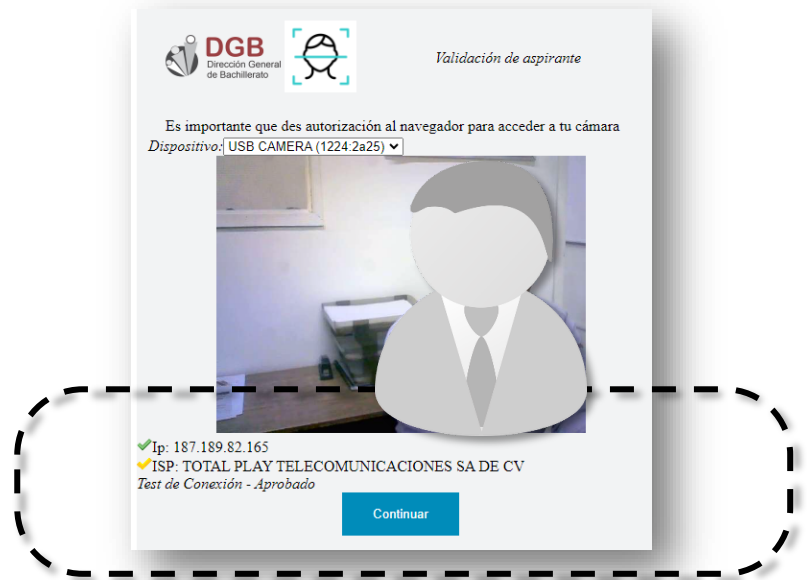 DGB
Dirección General
de Bachillerato
Validación de aspirante
Es importante que des autorización al navegador para acceder a tu cámara
Dispositivo: USB CAMERA (1224:2a25)
Ip: 187.189.82.165
ISP: TOTAL PLAY TELECOMUNICACIONES SA DE CV
Test de Conexión - Aprobado
Continuar